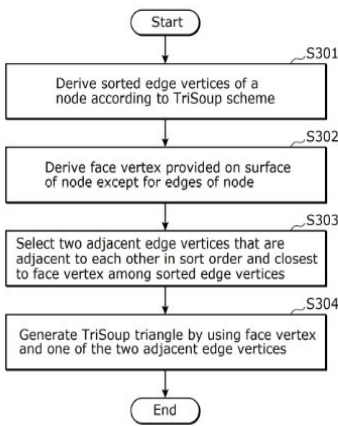 Start
S301
Derive sorted edge vertices of a
node according to TriSoup scheme
S302
Derive face vertex provided on surface
of node except for edges of node
S303
Select two adjacent edge vertices that are
adjacent to each other in sort order and closest
to face vertex among sorted edge vertices
S304
Generate TriSoup triangle by using face vertex
and one of the two adjacent edge vertices
End